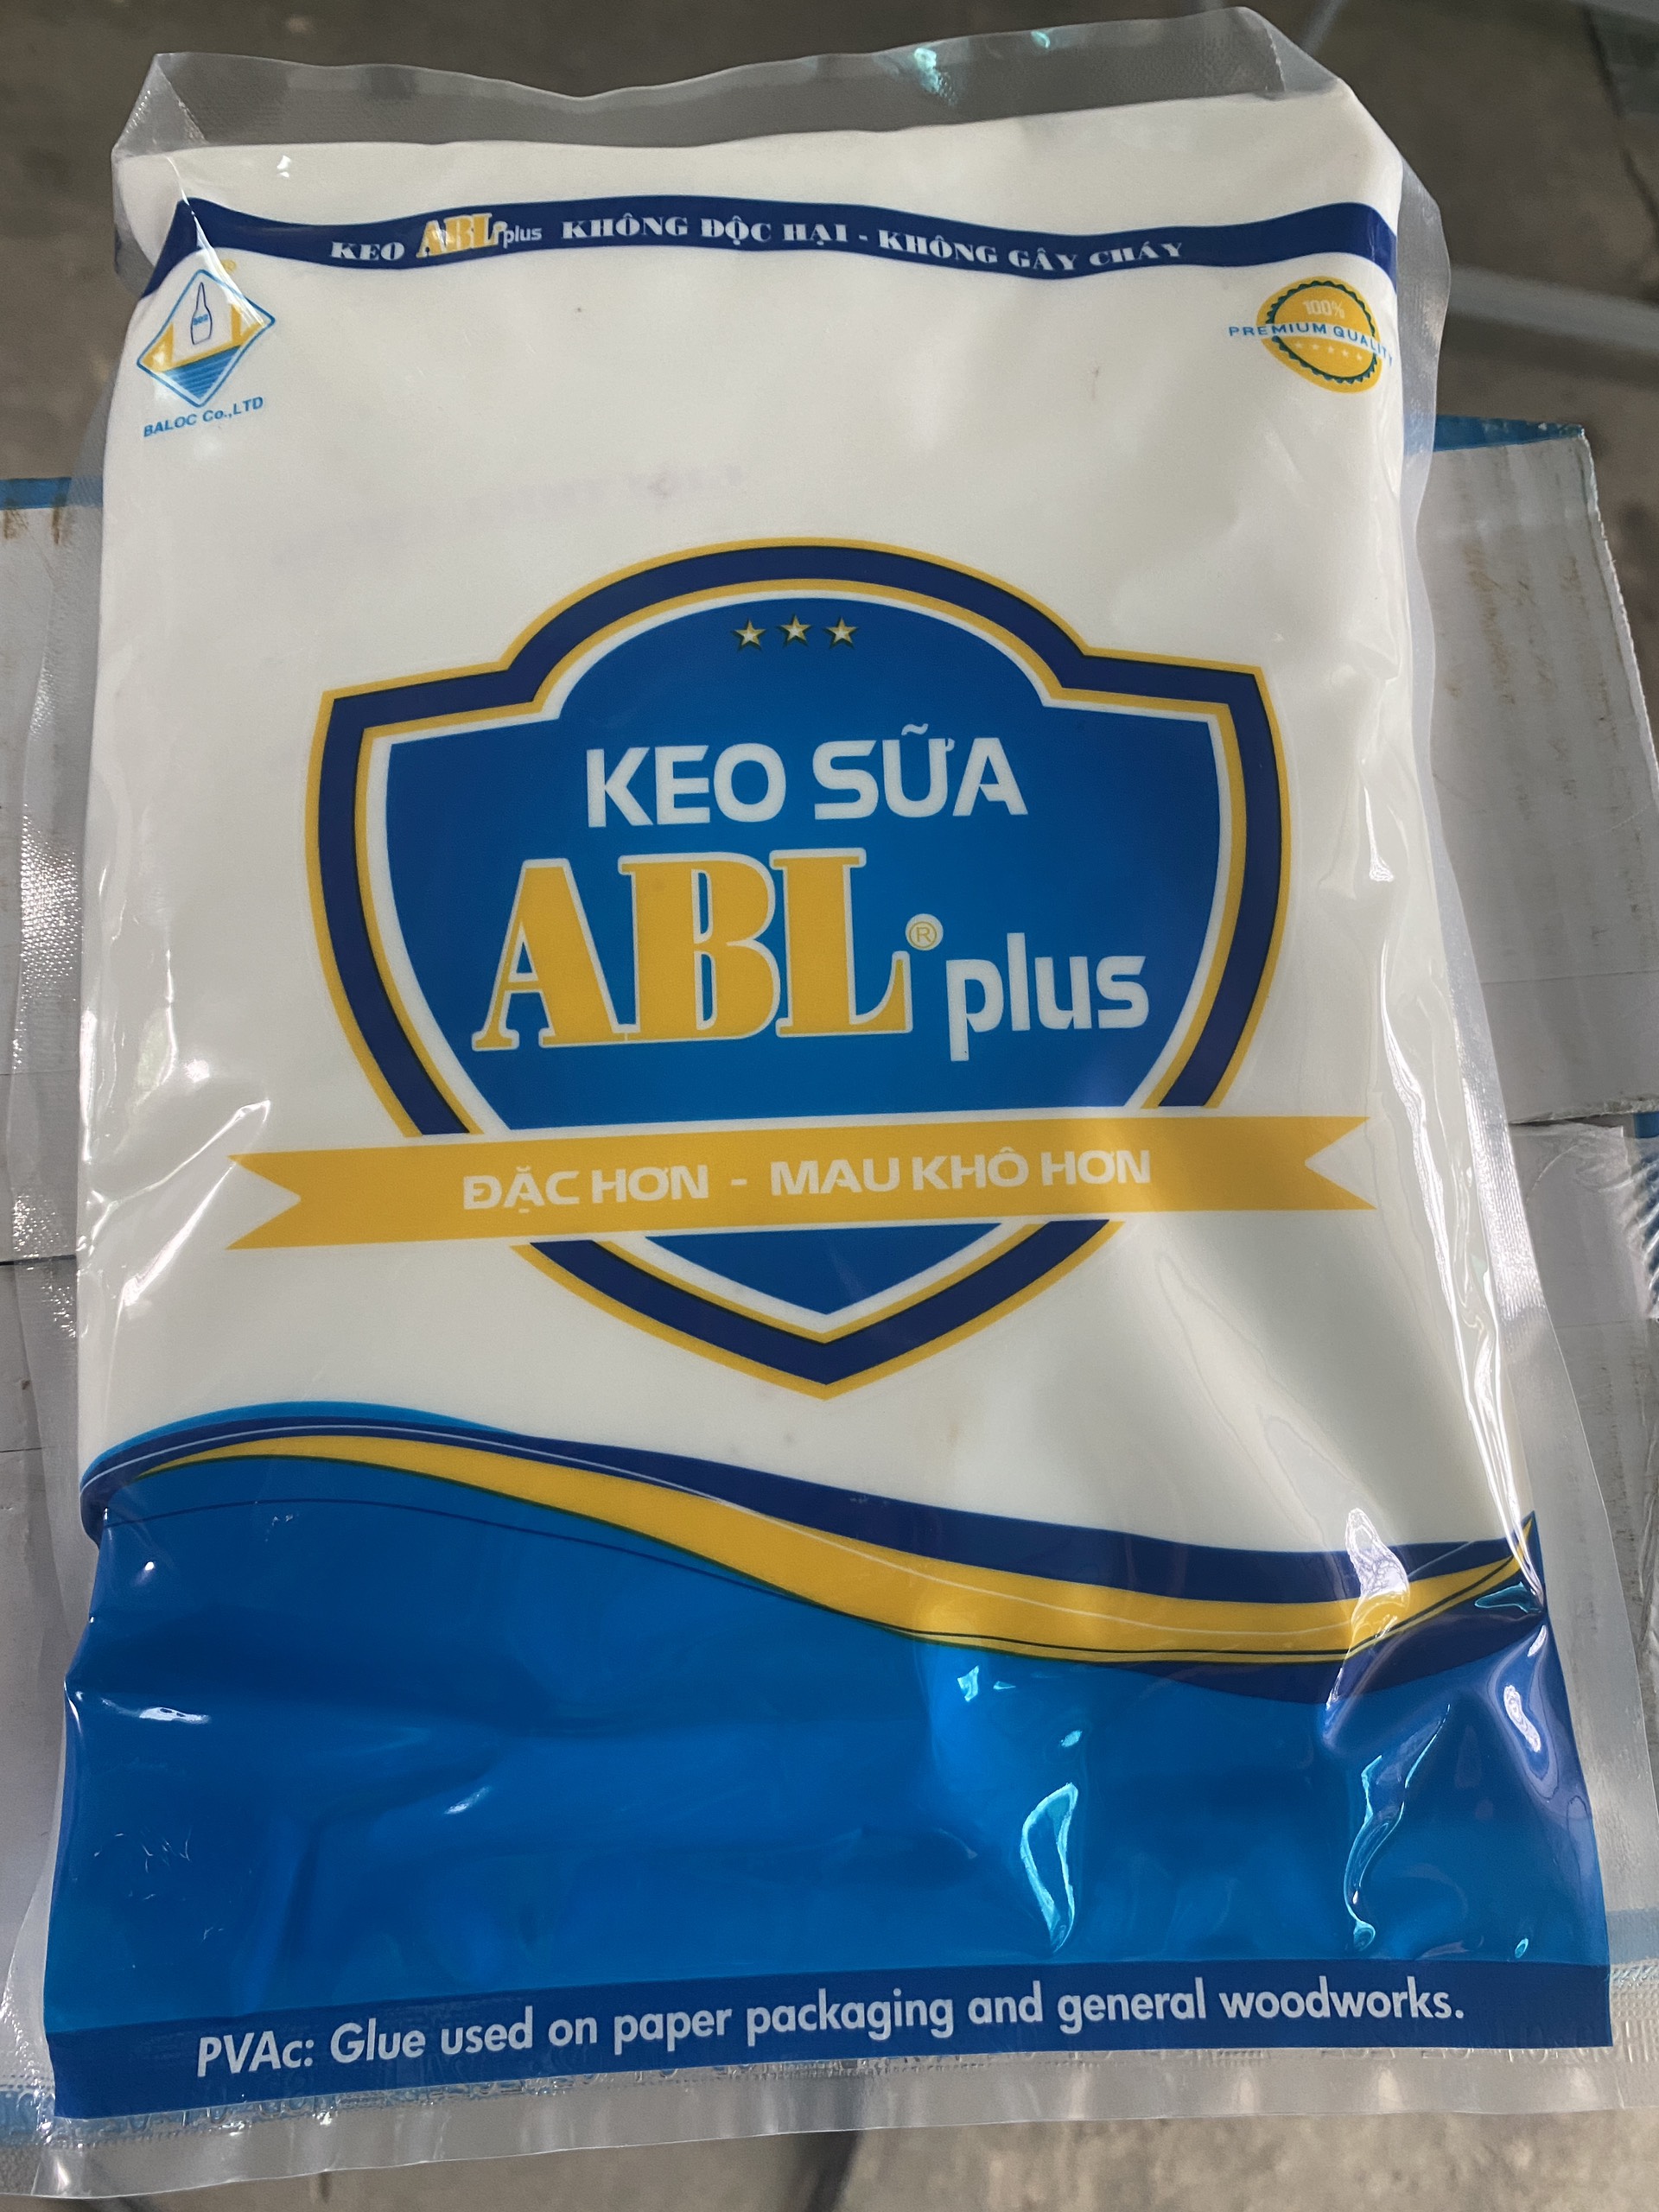 KEO ABL® plus KHÔNG ĐỘC HẠI - KHÔNG GÂY CHÁY
BALOC Co.,LTD
100%
PREMIUM QUALITY
KEO SỮA
ABL® plus
ĐẶC HƠN - MAU KHÔ HƠN
PVAc: Glue used on paper packaging and general woodworks.